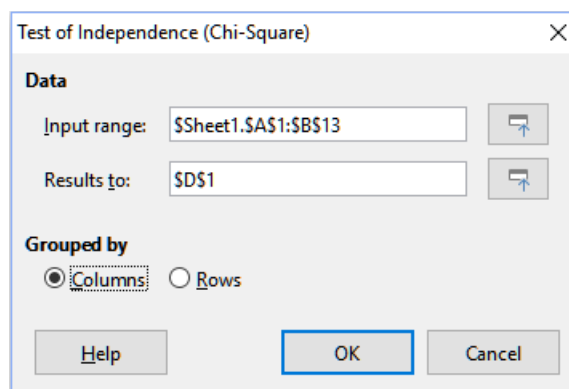 Test of Independence (Chi-Square)
Data
Input range: $Sheet1.$A$1:$B$13
Results to: $D$1
Grouped by
Columns Rows
Help OK Cancel